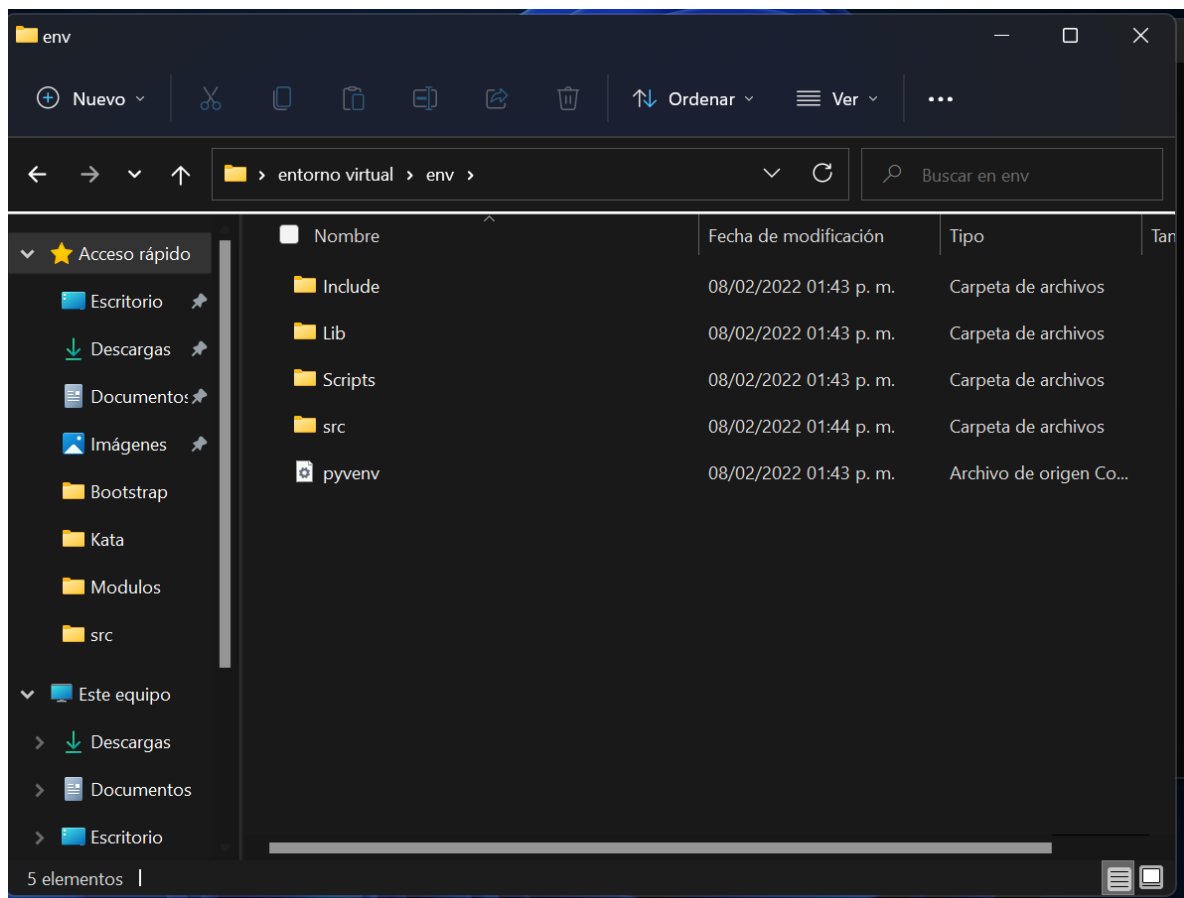 env
Nuevo
Ordenar
Ver
entorno virtual > env >
Buscar en env
Nombre Fecha de modificación Tipo Tan
Acceso rápido
Escritorio
Descargas
Documentos
Imágenes
Bootstrap
Kata
Modulos
src
Este equipo
Descargas
Documentos
Escritorio
Include 08/02/2022 01:43 p. m. Carpeta de archivos
Lib 08/02/2022 01:43 p. m. Carpeta de archivos
Scripts 08/02/2022 01:43 p. m. Carpeta de archivos
src 08/02/2022 01:44 p. m. Carpeta de archivos
pyvenv 08/02/2022 01:43 p. m. Archivo de origen Co...
5 elementos